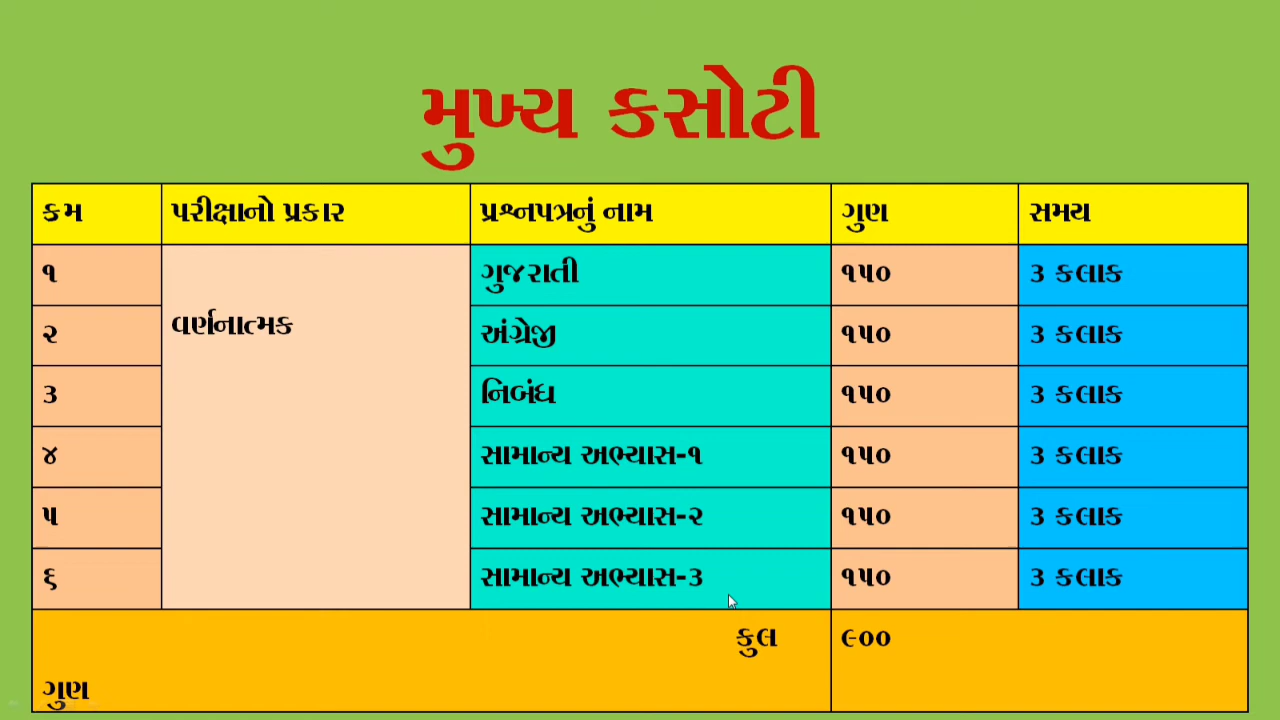 મુખ્ય કસોટી
ક્રમ પરીક્ષાનો પ્રકાર પ્રશ્નપત્રનું નામ ગુણ સમય
૧ ગુજરાતી ૧૫૦ ૩ કલાક
વર્ણનાત્મક
૨ અંગ્રેજી ૧૫૦ ૩ કલાક
૩ નિબંધ ૧૫૦ ૩ કલાક
૪ સામાન્ય અભ્યાસ-૧ ૧૫૦ ૩ કલાક
૫ સામાન્ય અભ્યાસ-૨ ૧૫૦ ૩ કલાક
૬ સામાન્ય અભ્યાસ-૩ ૧૫૦ ૩ કલાક
કુલ ૯૦૦
ગુણ